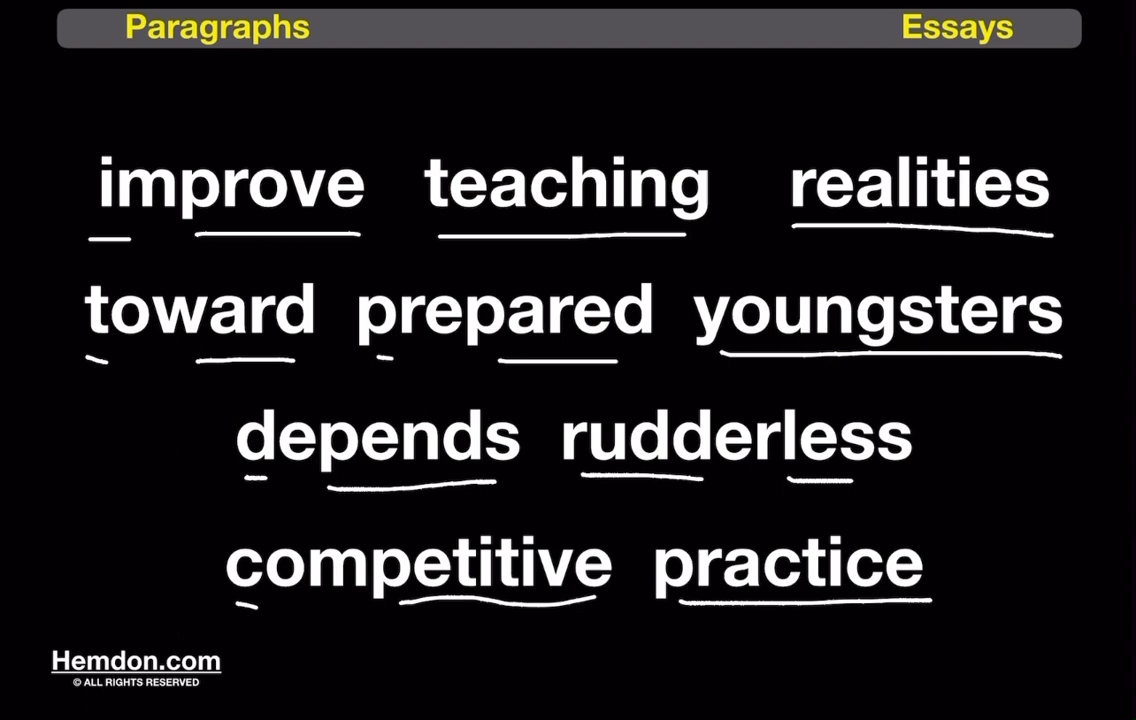 Paragraphs Essays
improve teaching realities
toward prepared youngsters
depends rudderless
competitive practice
Hemdon.com
© ALL RIGHTS RESERVED